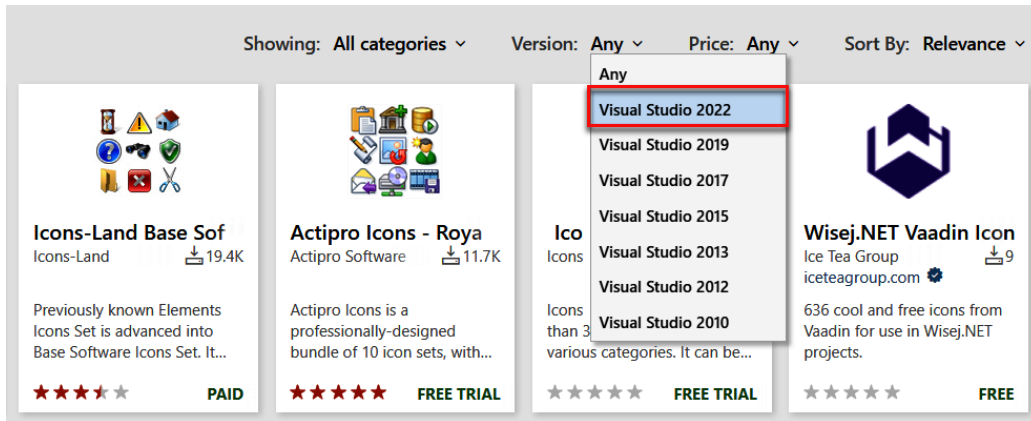 Showing: All categories Version: Any Price: Any Sort By: Relevance
Any
Visual Studio 2022
Visual Studio 2019
Visual Studio 2017
Visual Studio 2015
Visual Studio 2013
Visual Studio 2012
Visual Studio 2010
Icons-Land Base Sof
Icons-Land 19.4K
Previously known Elements
Icons Set is advanced into
Base Software Icons Set. It...
PAID
Actipro Icons - Roya
Actipro Software 11.7K
Actipro Icons is a
professionally-designed
bundle of 10 icon sets, with...
FREE TRIAL
Ico
Icons
Icons
than 3
various categories. It can be...
FREE TRIAL
Wisej.NET Vaadin Icon
Ice Tea Group 9
iceteagroup.com
636 cool and free icons from
Vaadin for use in Wisej.NET
projects.
FREE